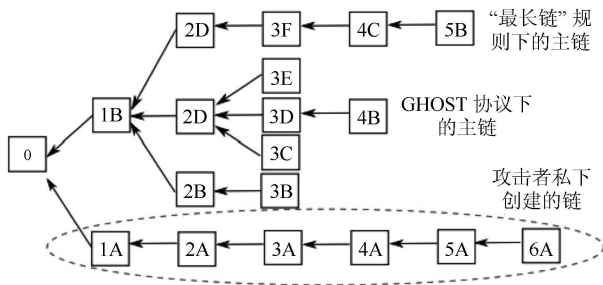 2D 3F 4C 5B “最长链” 规
则下的主链
3E
1B 2D 3D 4B GHOST 协议下
的主链
0
3C
攻击者私下
创建的链
2B 3B
1A 2A 3A 4A 5A 6A